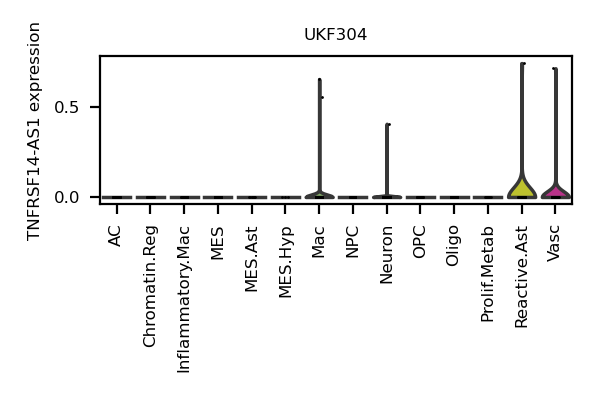 UKF304
TNFRSF14-AS1 expression
0.5
0.0
AC
Chromatin.Reg
Inflammatory.Mac
MES
MES.Ast
MES.Hyp
Mac
NPC
Neuron
OPC
Oligo
Prolif.Metab
Reactive.Ast
Vasc